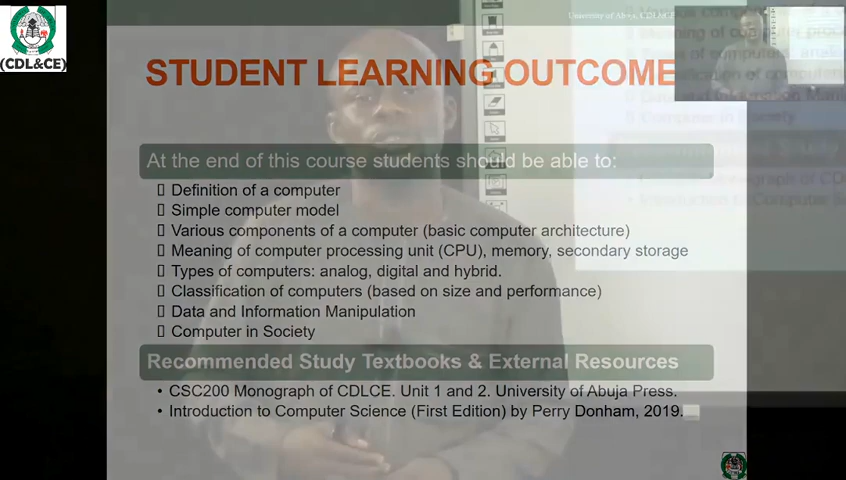 University of Abuja, CDL&CE
(CDL&CE)
STUDENT LEARNING OUTCOME
At the end of this course students should be able to:
Definition of a computer
Simple computer model
Various components of a computer (basic computer architecture)
Meaning of computer processing unit (CPU), memory, secondary storage
Types of computers: analog, digital and hybrid.
Classification of computers (based on size and performance)
Data and Information Manipulation
Computer in Society
Recommended Study Textbooks & External Resources
• CSC200 Monograph of CDLCE. Unit 1 and 2. University of Abuja Press.
• Introduction to Computer Science (First Edition) by Perry Donham, 2019.